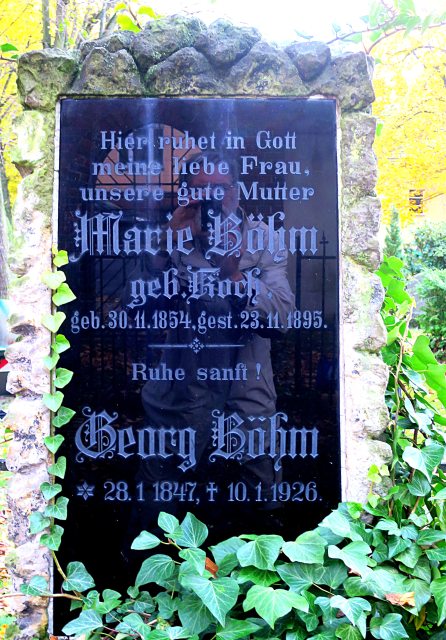 Hier ruhet in Gott
meine liebe Frau,
unsere gute Mutter
Marie Böhm
geb. Koch.
geb. 30.11.1854, gest. 23.11.1895.
Ruhe sanft!
Georg Böhm
✡ 28.1.1847, ✝ 10.1.1926.